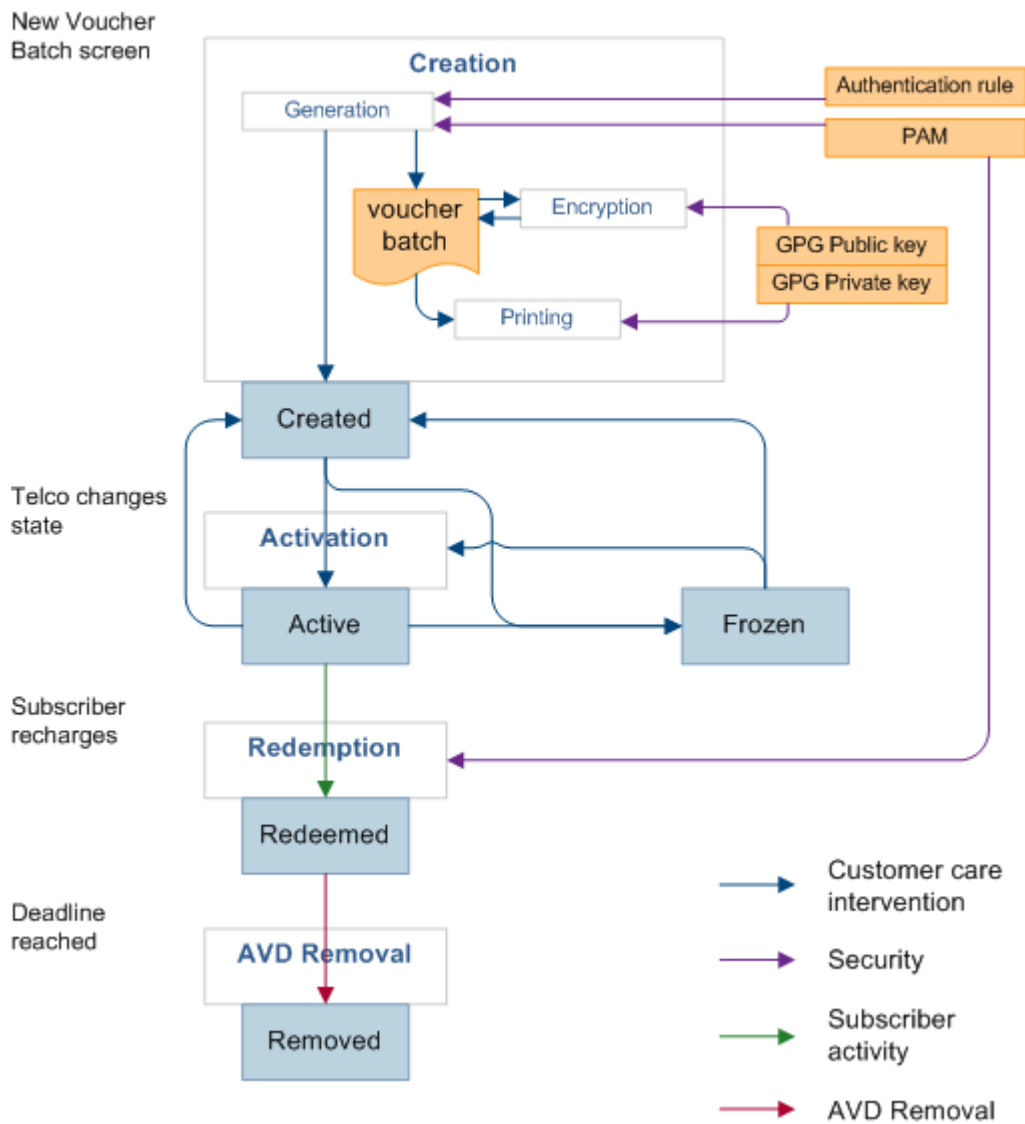 New Voucher
Batch screen
Creation
Authentication rule
Generation
PAM
voucher
batch
Encryption
GPG Public key
GPG Private key
Printing
Created
Telco changes
state
Activation
Active
Frozen
Subscriber
recharges
Redemption
Redeemed
Customer care
intervention
Deadline
reached
AVD Removal
Security
Removed
Subscriber
activity
AVD Removal